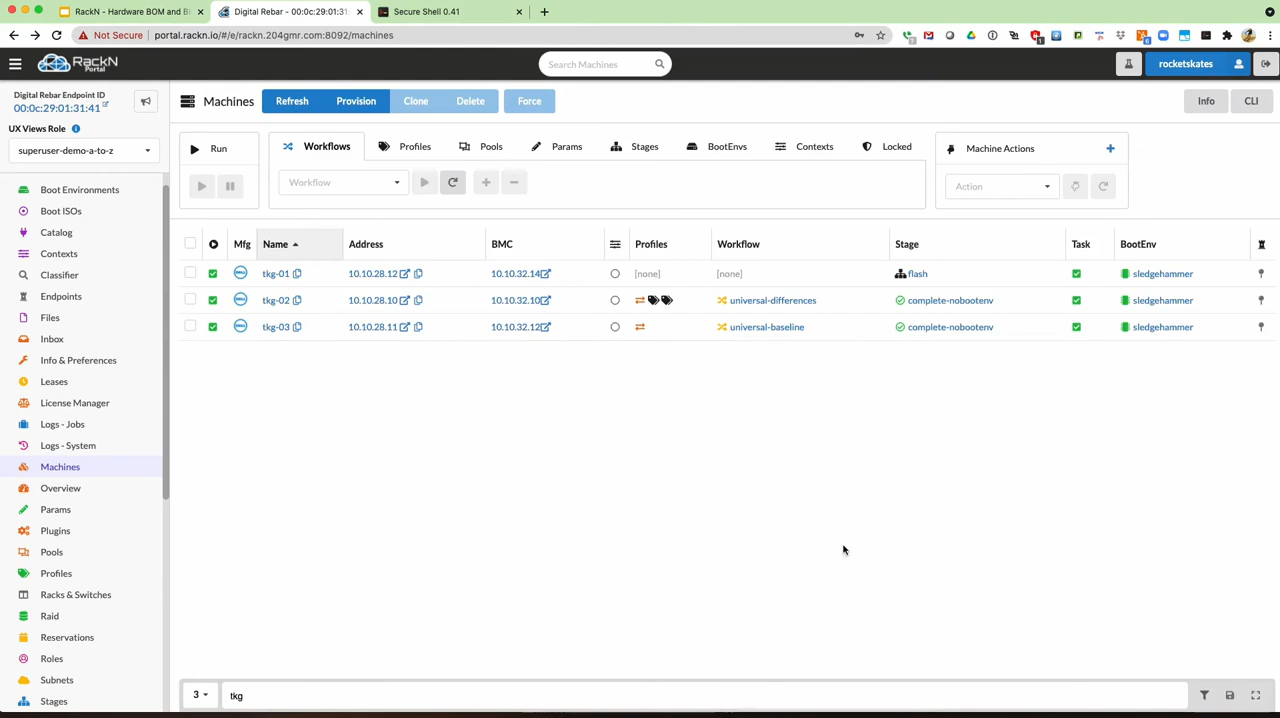 RackN - Hardware BOM and Bi
Digital Rebar - 00:0c:29:01:31:
Secure Shell 0.41
Not Secure portal.rackn.io/#/e/rackn.204gmr.com:8092/machines
RackN Portal
Search Machines
rocketskates
Digital Rebar Endpoint ID
00:0c:29:01:31:41
UX Views Role
superuser-demo-a-to-z
Machines Refresh Provision Clone Delete Force Info CLI
Run
Workflows Profiles Pools Params Stages BootEnvs Contexts Locked
Workflow
Machine Actions
Action
Boot Environments
Boot ISOs
Catalog
Contexts
Classifier
Endpoints
Files
Inbox
Info & Preferences
Leases
License Manager
Logs - Jobs
Logs - System
Machines
Overview
Params
Plugins
Pools
Profiles
Racks & Switches
Raid
Reservations
Roles
Subnets
Stages
Mfg Name Address BMC Profiles Workflow Stage Task BootEnv
tkg-01 10.10.28.12 10.10.32.14 [none] [none] flash sledgehammer
tkg-02 10.10.28.10 10.10.32.10 universal-differences complete-nobootenv sledgehammer
tkg-03 10.10.28.11 10.10.32.12 universal-baseline complete-nobootenv sledgehammer
3 tkg